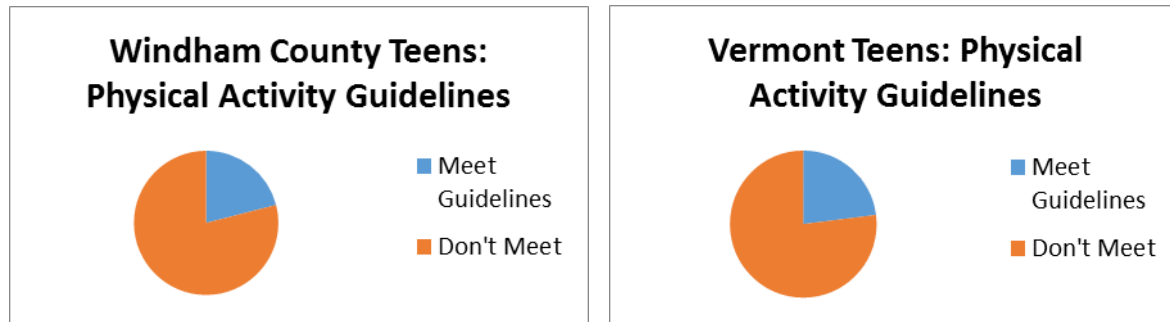 Windham County Teens:
Physical Activity Guidelines
Meet
Guidelines
Don't Meet
Vermont Teens: Physical
Activity Guidelines
Meet
Guidelines
Don't Meet